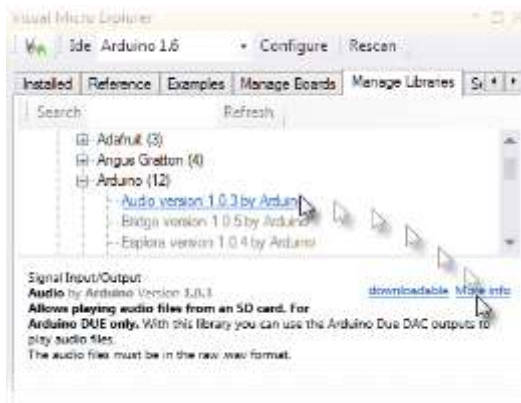 Visual Micro Explorer
Ide Arduino 1.6 Configure Rescan
Installed Reference Examples Manage Boards Manage Libraries
Search Refresh
Adafruit (3)
Angus Gratton (4)
Arduino (12)
Audio version 1.0.3 by Arduino
Bridge version 1.0.5 by Arduino
Esplora version 1.0.4 by Arduino
Signal Input/Output
Audio by Arduino Version 1.0.3 downloadable More info
Allows playing audio files from an SD card. For
Arduino DUE only. With this library you can use the Arduino Due DAC outputs to
play audio files.
The audio files must be in the raw .wav format.